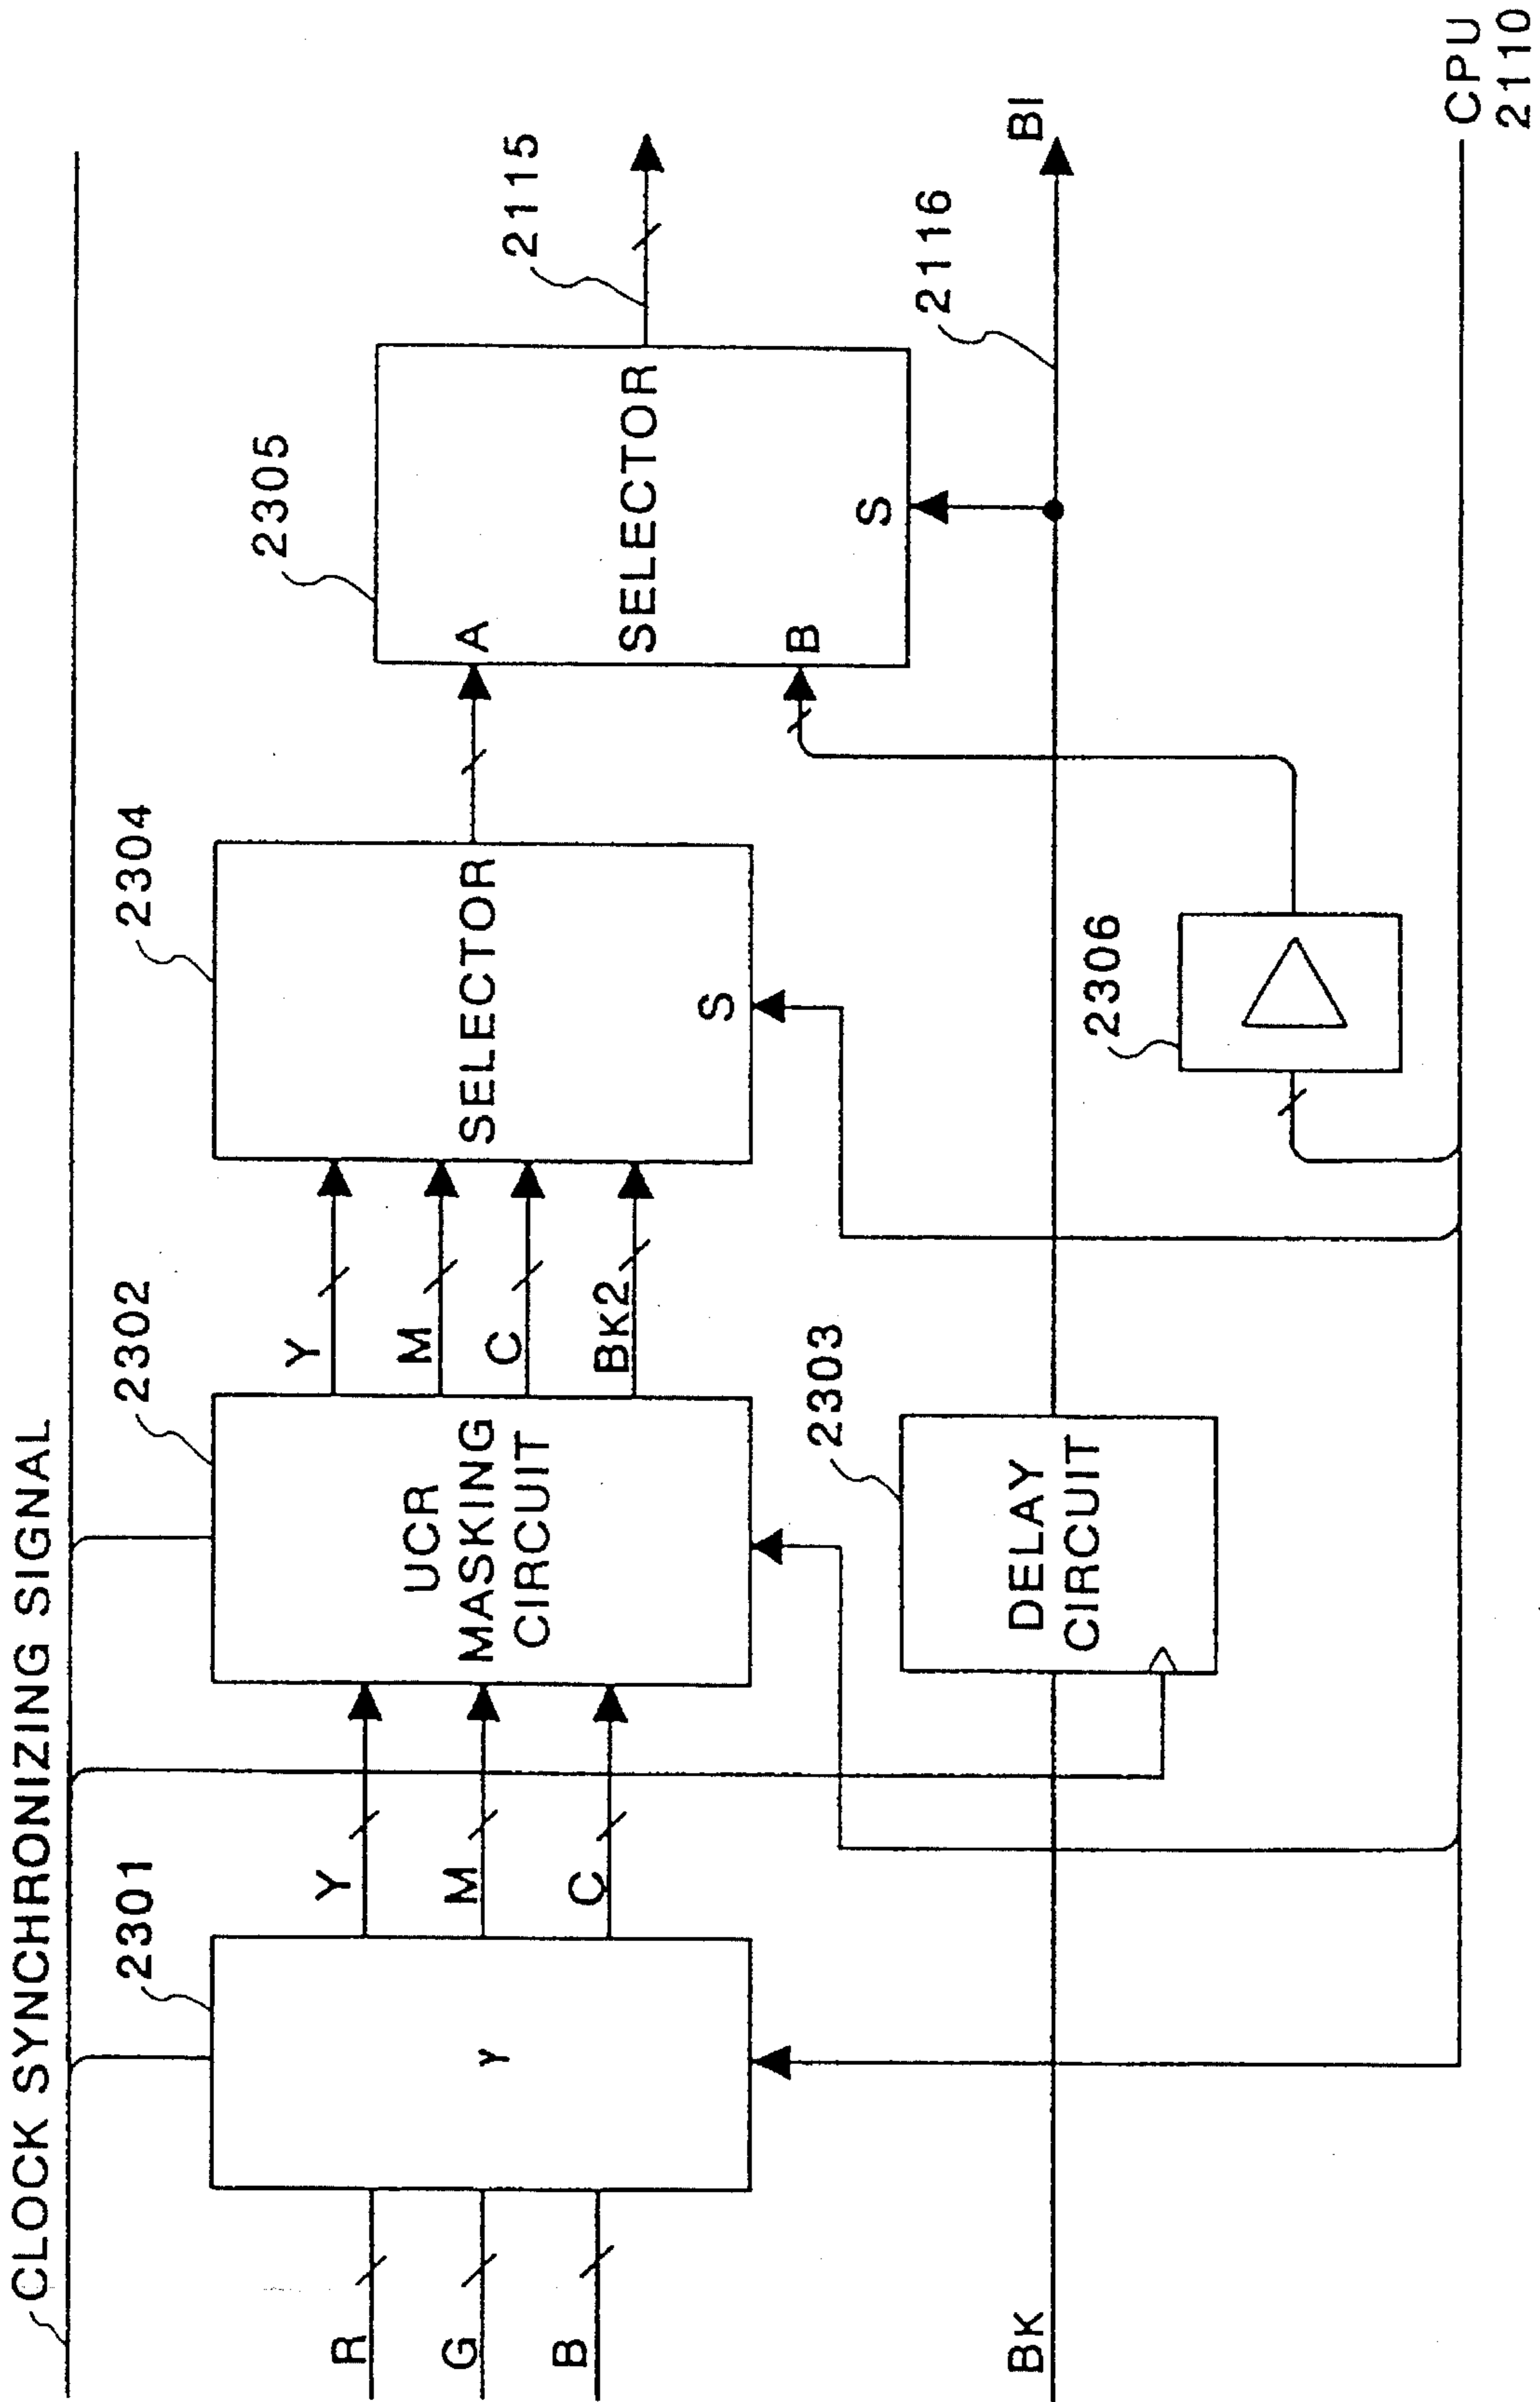 CLOCK SYNCHRONIZING SIGNAL
2301
2302
2304
2305
R
G
B
γ
Y
M
C
UCR
MASKING
CIRCUIT
Y
M
C
BK2
SELECTOR
S
A
B
SELECTOR
S
2115
BK
2303
DELAY
CIRCUIT
2306
2116
BI
CPU
2110